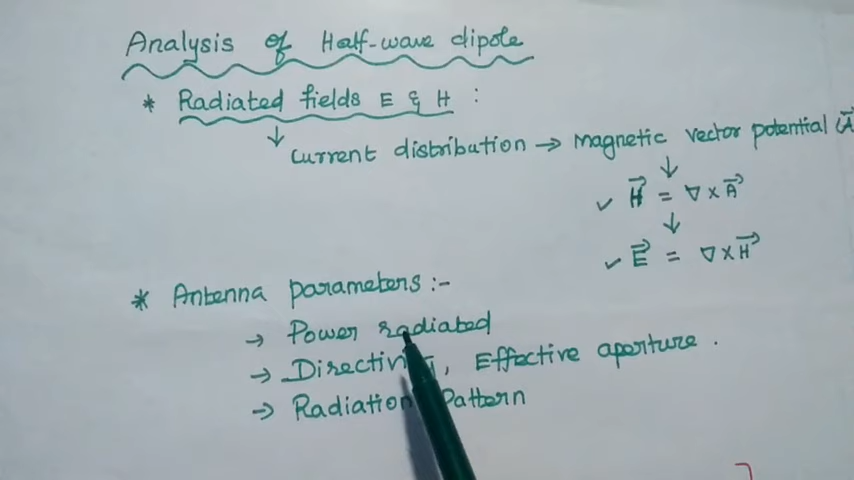 Analysis of Half-wave dipole
* Radiated fields E & H :
↓ current distribution → Magnetic vector potential (A⃗
↓
✓ H⃗ = ∇ × A⃗
↓
✓ E⃗ = ∇ × H⃗
* Antenna parameters :-
→ Power radiated
→ Directivity, Effective aperture .
→ Radiation Pattern